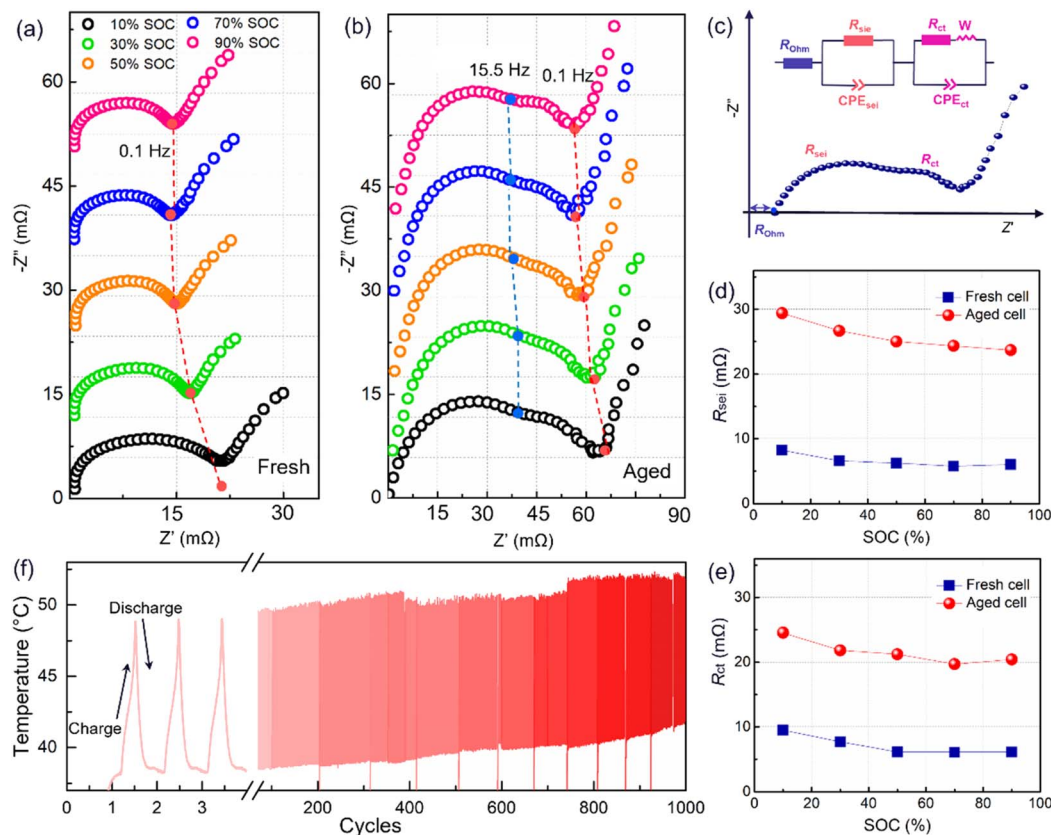 (a)
10% SOC
30% SOC
50% SOC
70% SOC
90% SOC
0.1 Hz
Fresh
-Z'' (mΩ)
60
45
30
15
0
15
30
Z' (mΩ)
(b)
15.5 Hz
0.1 Hz
Aged
-Z'' (mΩ)
60
45
30
15
0
15
30
45
60
75
90
Z' (mΩ)
(c)
ROhm
Rsie
CPEsei
Rct
W
CPEct
-Z''
Rsei
Rct
ROhm
Z'
(d)
Fresh cell
Aged cell
Rsei (mΩ)
30
20
10
0
0
20
40
60
80
100
SOC (%)
(e)
Fresh cell
Aged cell
Rct (mΩ)
30
20
10
0
0
20
40
60
80
100
SOC (%)
(f)
Discharge
Charge
Temperature (°C)
50
45
40
0
1
2
3
200
400
600
800
1000
Cycles